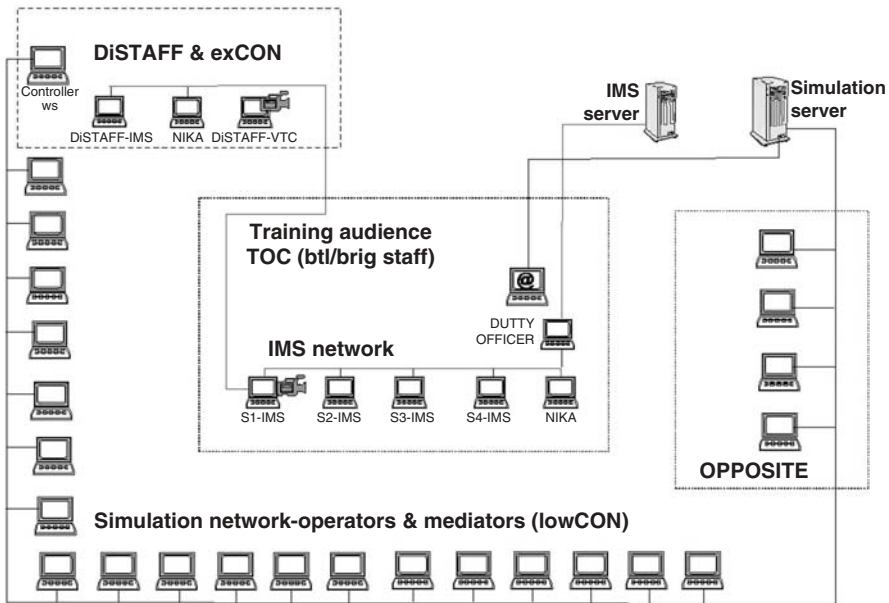 DiSTAFF & exCON
Controller
ws
DiSTAFF-IMS
NIKA
DiSTAFF-VTC
IMS
server
Simulation
server
Training audience
TOC (btl/brig staff)
@
DUTTY
OFFICER
IMS network
S1-IMS
S2-IMS
S3-IMS
S4-IMS
NIKA
OPPOSITE
Simulation network-operators & mediators (lowCON)